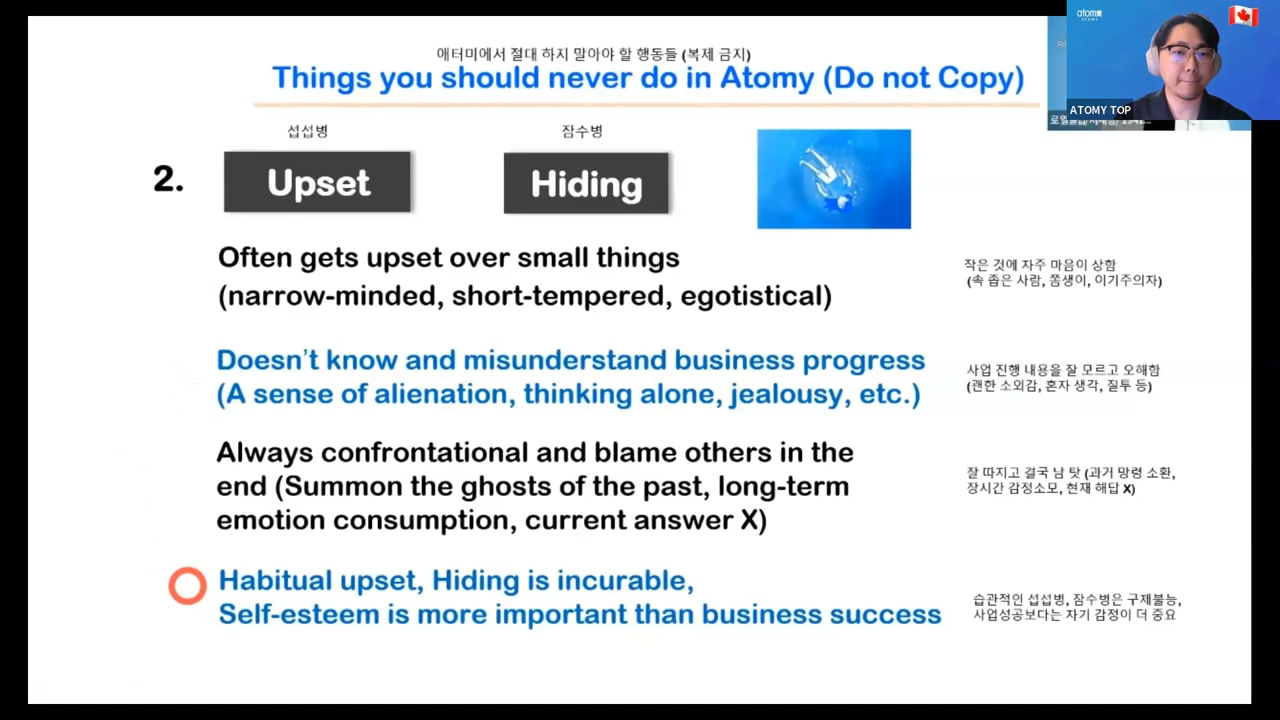 애터미에서 절대 하지 말아야 할 행동들 (복제 금지)
Things you should never do in Atomy (Do not Copy)
atom美
ATOMY
ATOMY TOP
섭섭병
잠수병
2.
Upset
Hiding
Often gets upset over small things
(narrow-minded, short-tempered, egotistical)
작은 것에 자주 마음이 상함
(속 좁은 사람, 쫌생이, 이기주의자)
Doesn't know and misunderstand business progress
(A sense of alienation, thinking alone, jealousy, etc.)
사업 진행 내용을 잘 모르고 오해함
(괜한 소외감, 혼자 생각, 질투 등)
Always confrontational and blame others in the
end (Summon the ghosts of the past, long-term
emotion consumption, current answer X)
잘 따지고 결국 남 탓 (과거 망령 소환,
장시간 감정소모, 현재 해답 X)
Habitual upset, Hiding is incurable,
Self-esteem is more important than business success
습관적인 섭섭병, 잠수병은 구제불능,
사업성공보다는 자기 감정이 더 중요